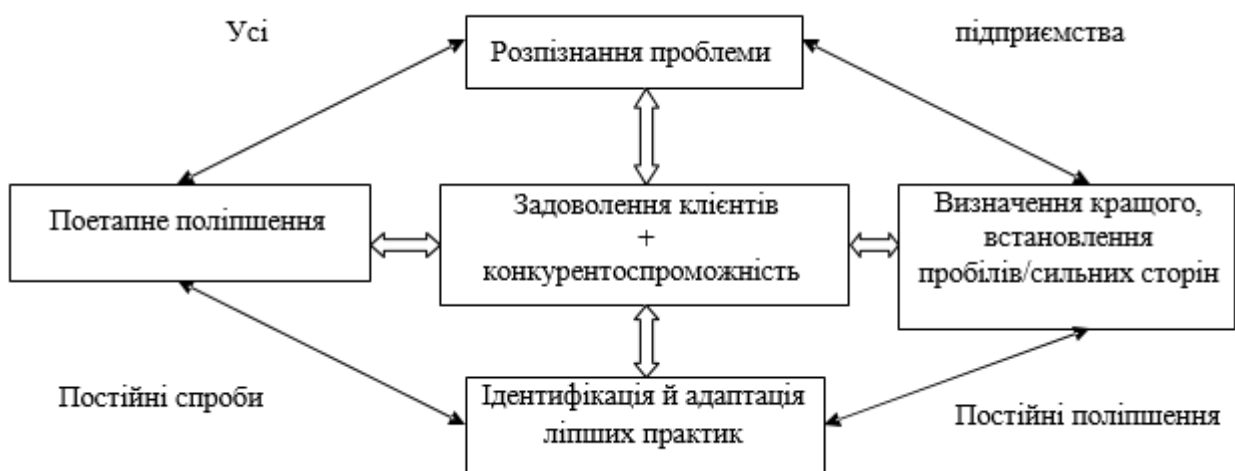 Усі
Розпізнання проблеми
підприємства
Поетапне поліпшення
Задоволення клієнтів
+
конкурентоспроможність
Визначення кращого,
встановлення
пробілів/сильних сторін
Постійні спроби
Ідентифікація й адаптація
ліпших практик
Постійні поліпшення